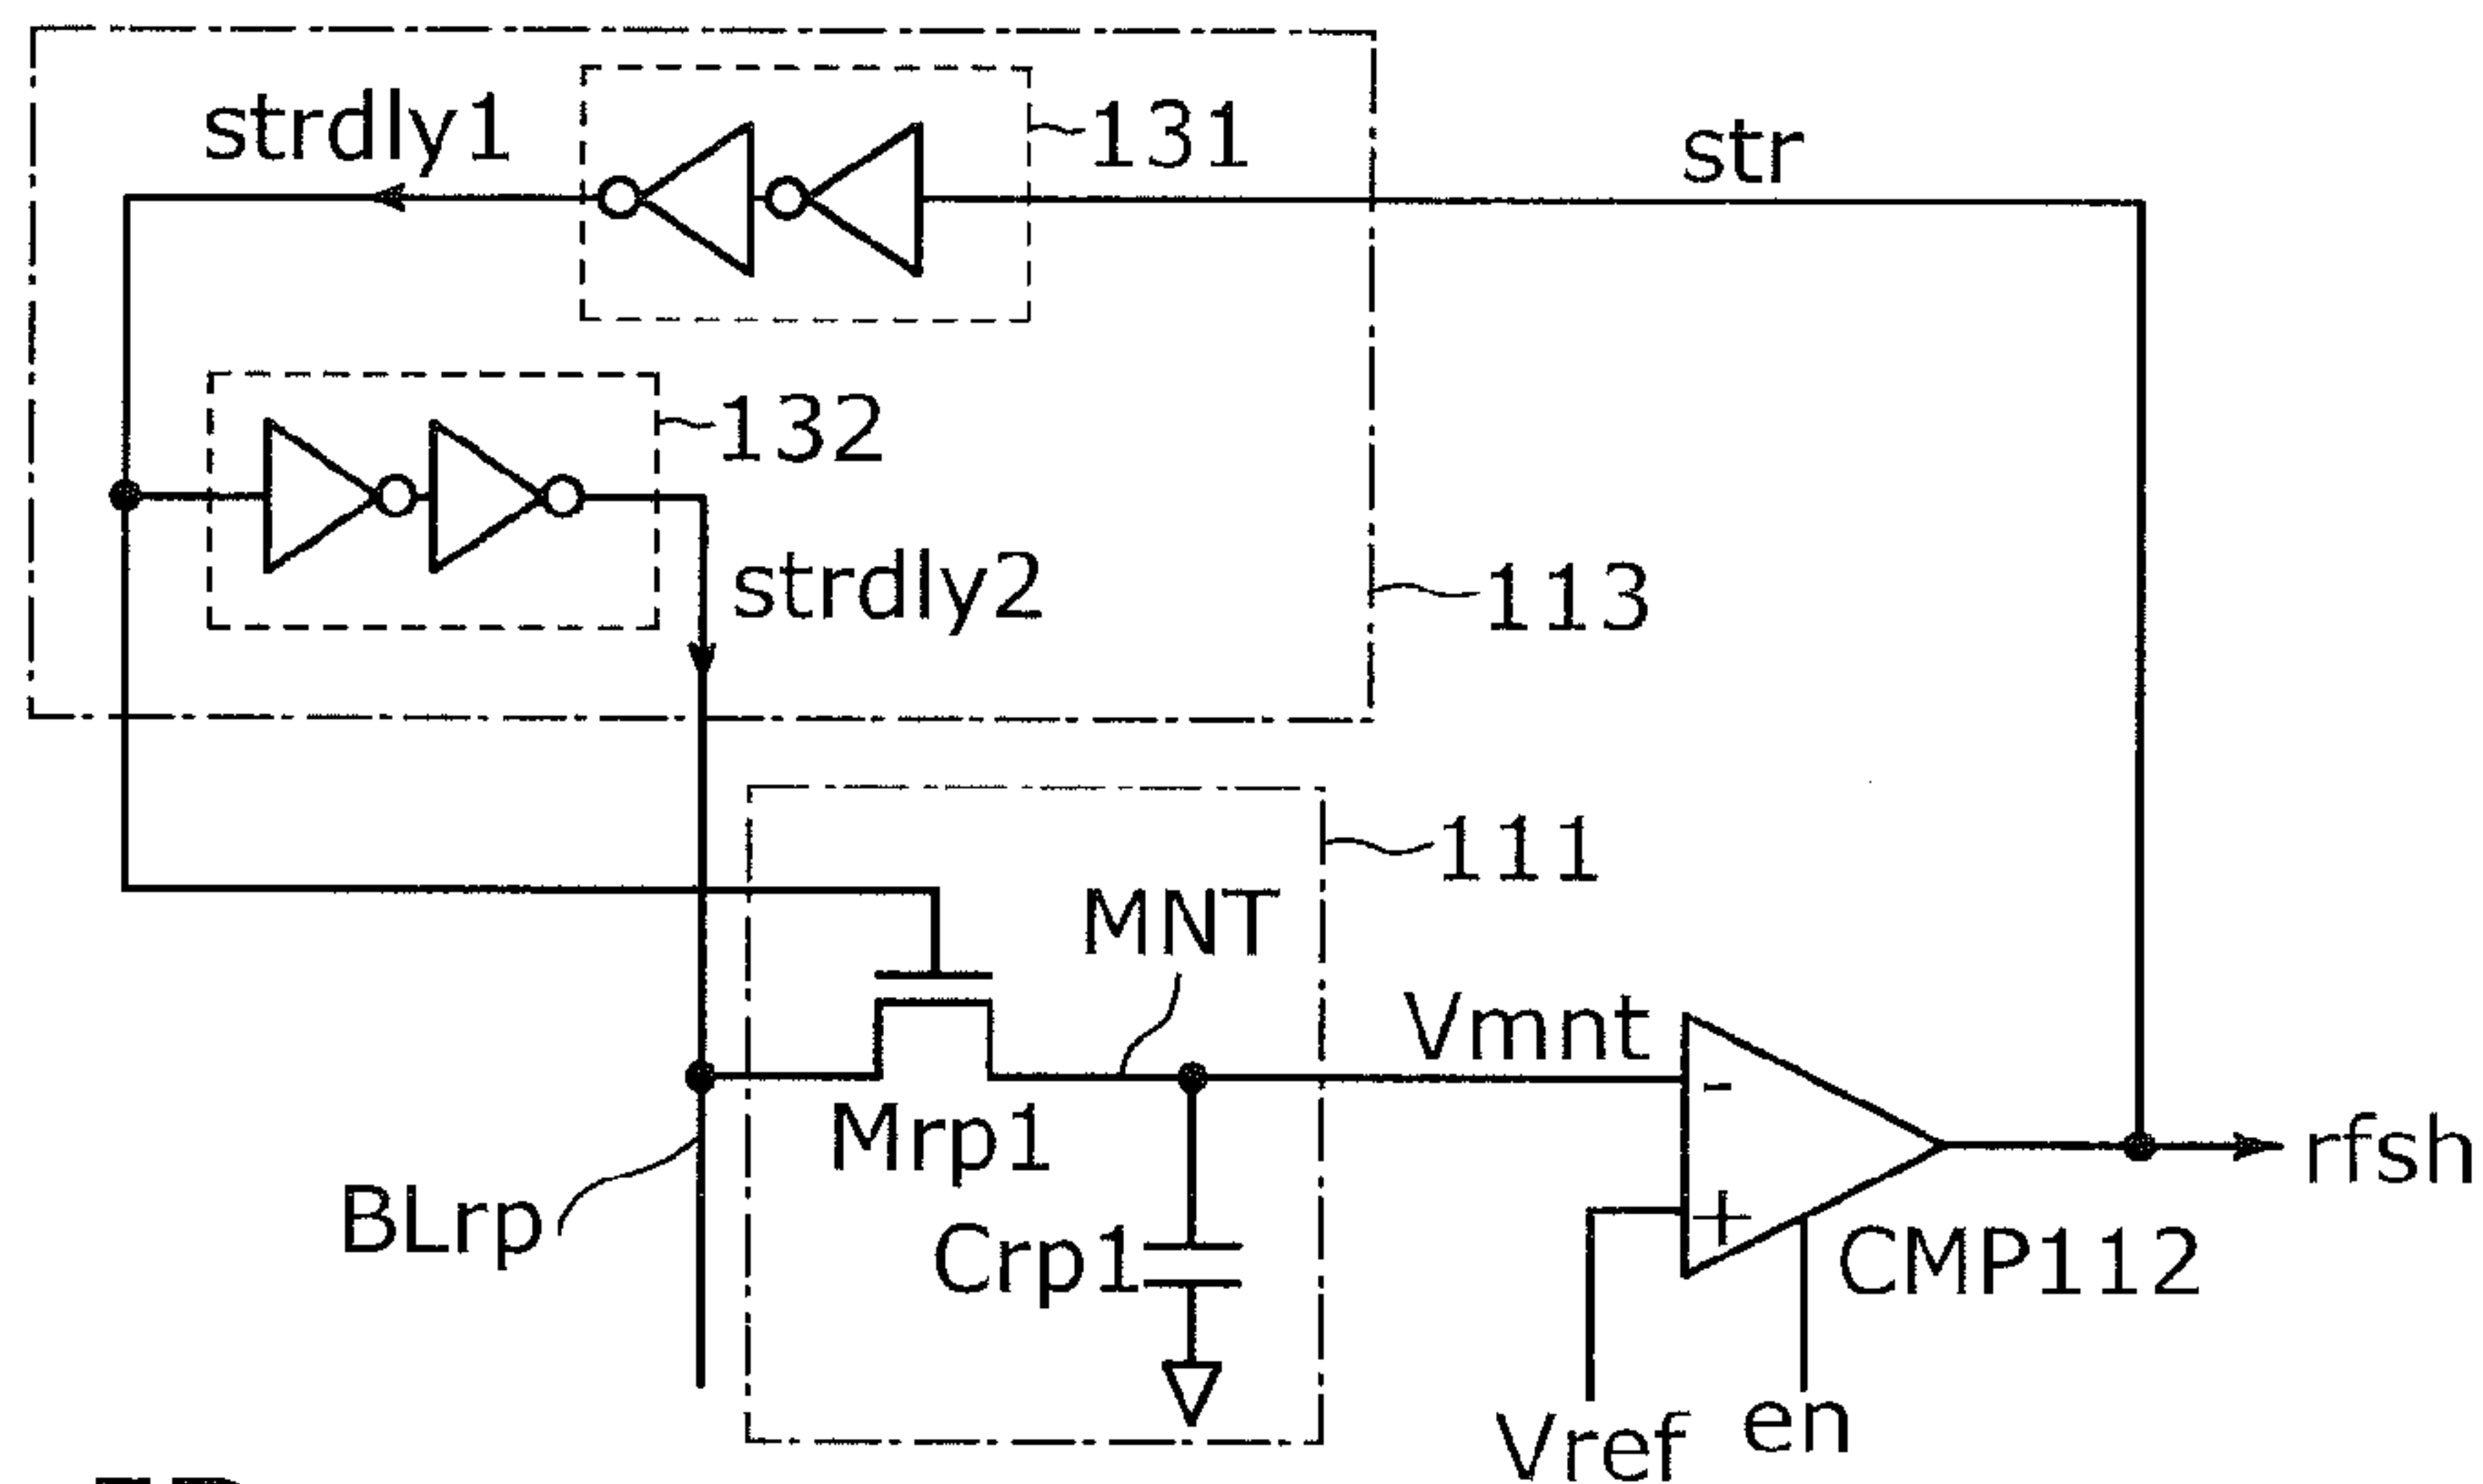 strdly1
131
str
132
strdly2
113
111
MNT
Vmnt
-
Mrp1
rfsh
BLrp
+
Crp1
CMP112
Vref
en